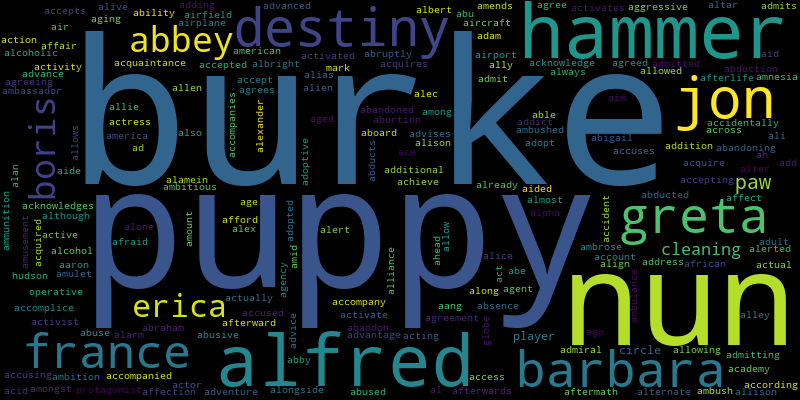 accepts alive ability adding advanced albert amends agree aggressive altar
aging airfield abu activates admits
air airplane aircraft
action affair abbey destiny american activated abruptly acquires adam hammer
alcoholic acquaintance accepted albright alias mark ally airport acknowledge agreed admitted aid
activity advance accept alien admit always allowed afterlife abduction amnesia
ambassador agreeing agrees
burke
boris allie allen alexander accompanies abandoned alec among able aim jon
actress abortion addict accidentally
america also aged aboard advises ambushed abigail across ali
allows ad adoptive abducts ace alison adopt accuses addition abandoning ah
alan aide alamein ambitious additional achieve already aided acquire accepting paw alter add
ammunition although acknowledges age afford adopted almost abducted affect
puppy
amusement acquired active alone amount alex amid alert alpha accident greta adult
alcohol afraid ahead allow alice ambrose cleaning alerted
hudson aaron amulet alliance act abe account align address african actual
operative actually agency accompany aang along agent absence nun ambulance
accomplice erica accused afterward activate agreement globe ago alley
activist abuse alarm abraham abusive advice abandon advantage acting player
france alfred abby admiral circle allowing admitting
accusing ambition accompanied access barbara academy according
acid amongst protagonist affection actor adventure alongside abused al afterwards aftermath alternate ambush allison